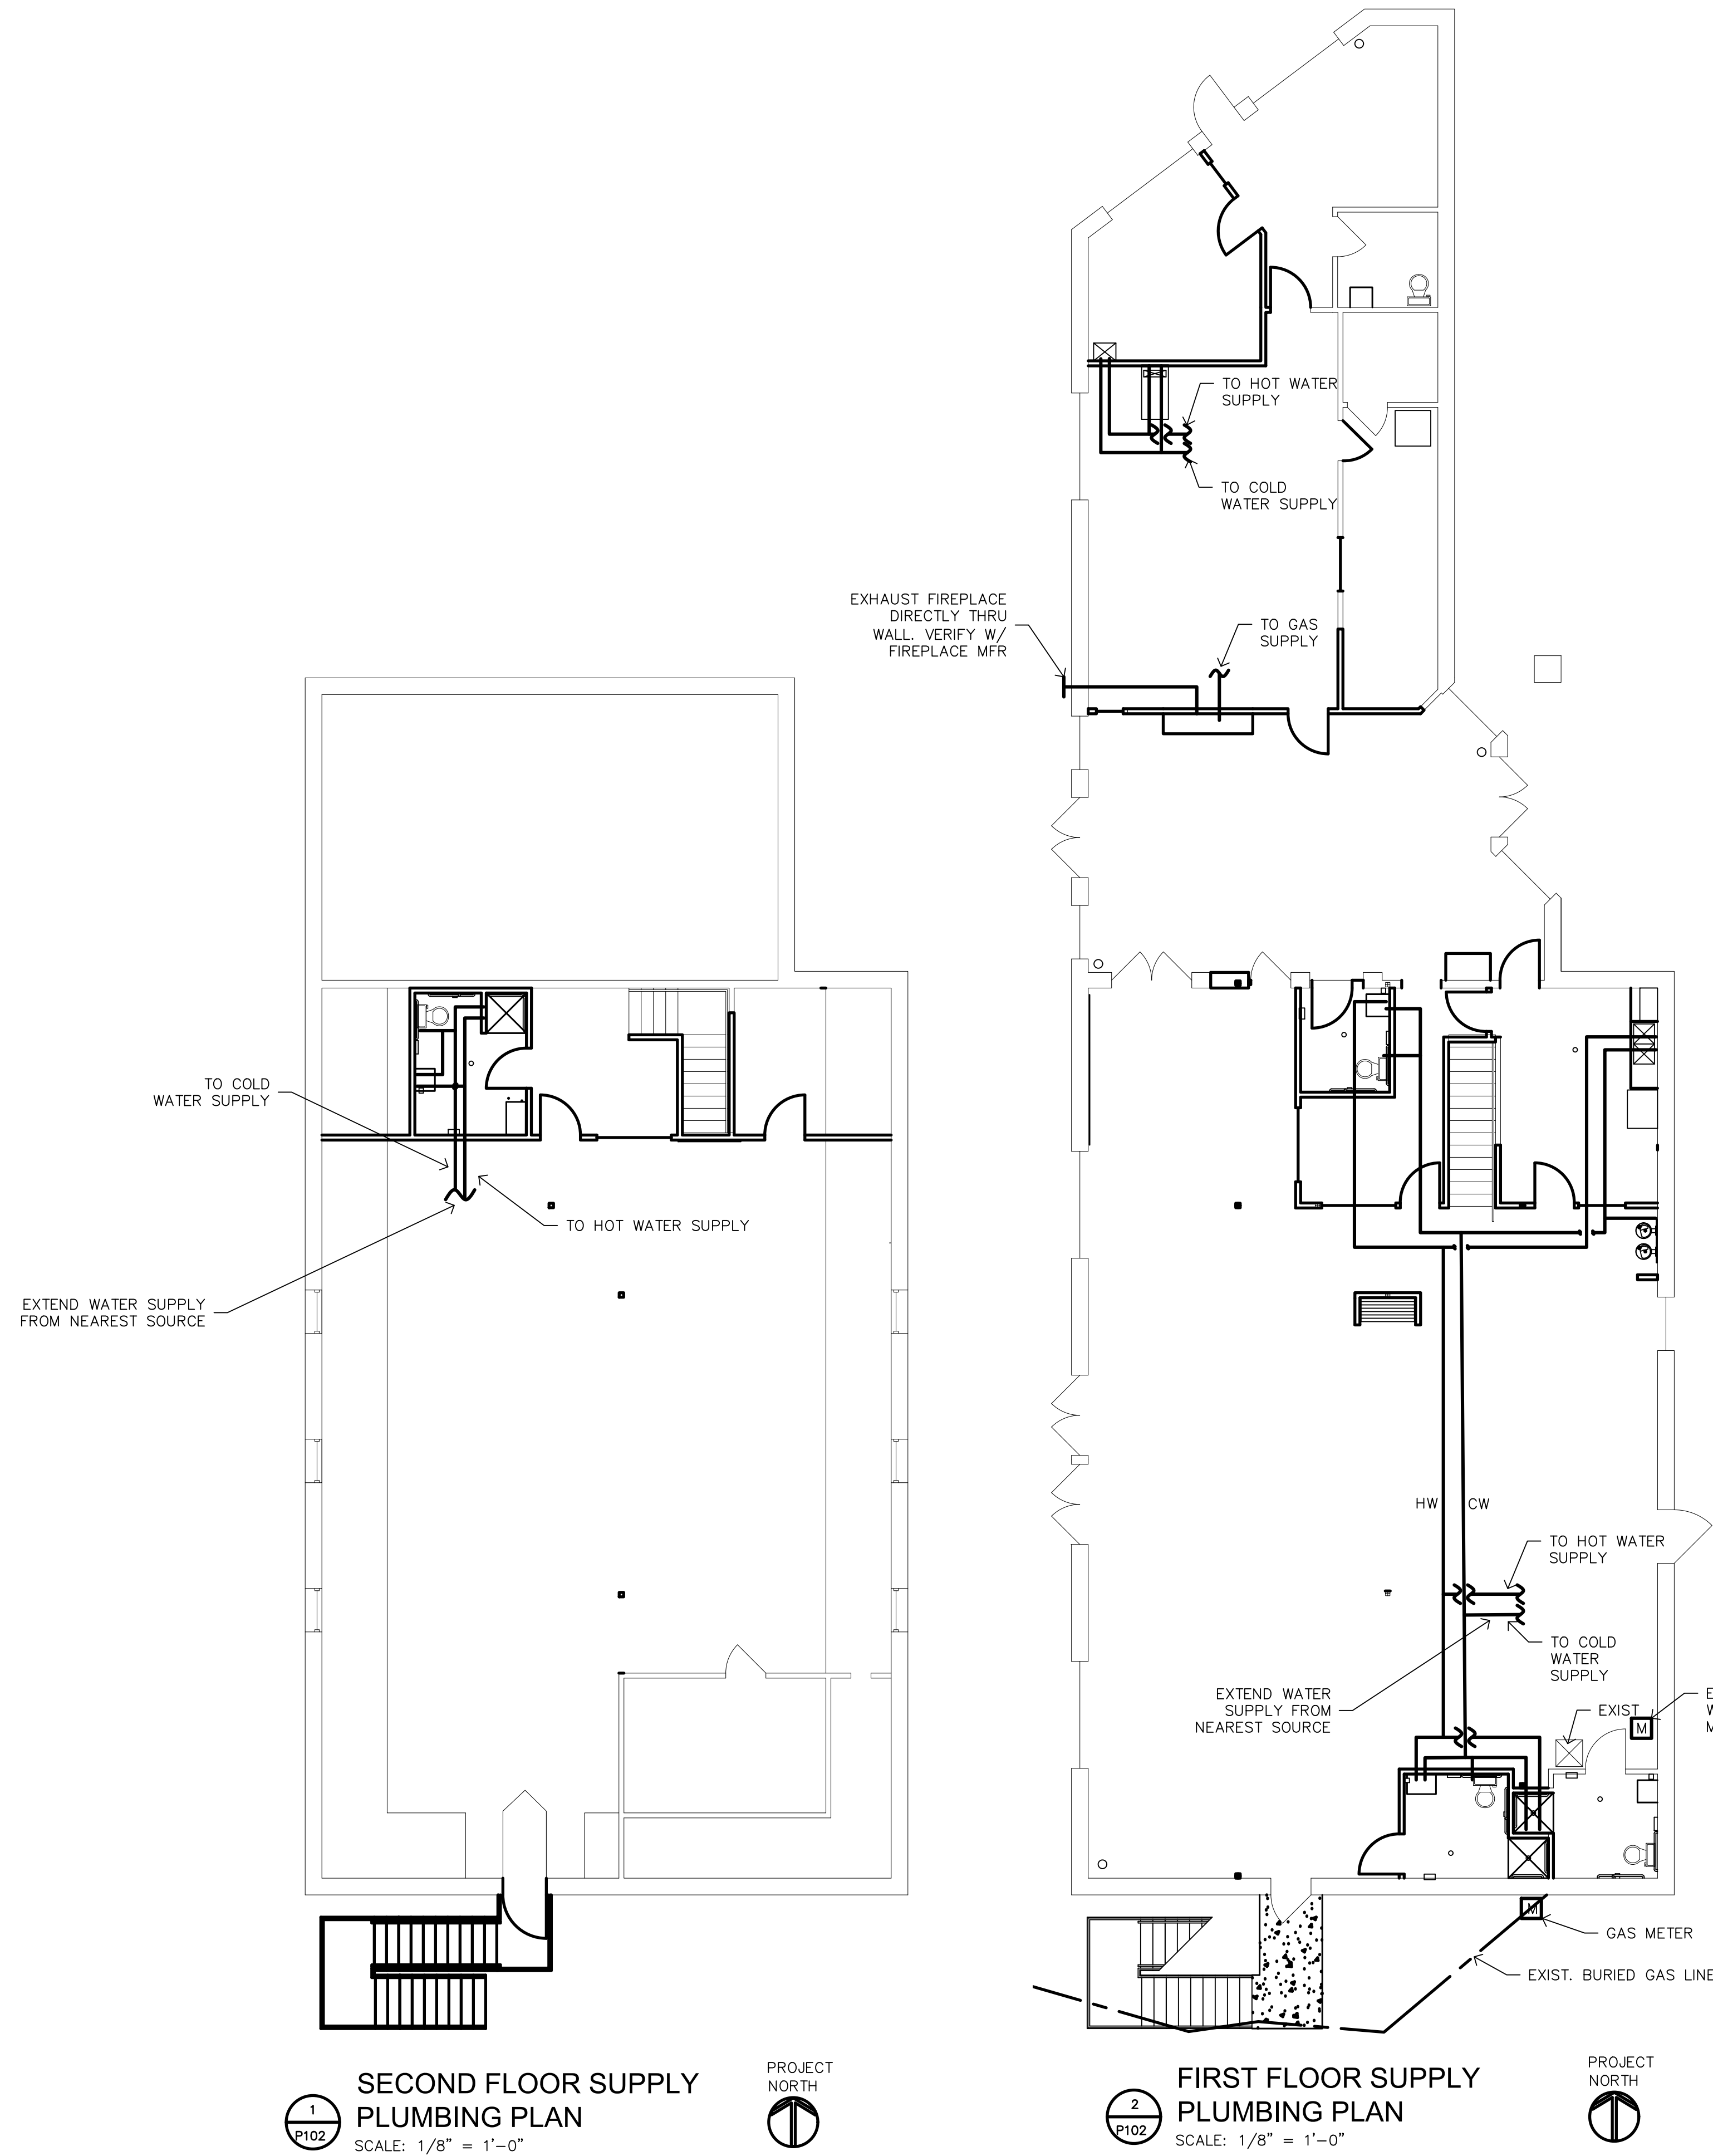 TO HOT WATER
SUPPLY
TO COLD
WATER SUPPLY
EXHAUST FIREPLACE
DIRECTLY THRU
WALL. VERIFY W/
FIREPLACE MFR
TO GAS
SUPPLY
TO COLD
WATER SUPPLY
TO HOT WATER SUPPLY
EXTEND WATER SUPPLY
FROM NEAREST SOURCE
HW
CW
TO HOT WATER
SUPPLY
TO COLD
WATER
SUPPLY
EXTEND WATER
SUPPLY FROM
NEAREST SOURCE
EXIST
M
M
GAS METER
EXIST. BURIED GAS LINE
1
P102
SECOND FLOOR SUPPLY
PLUMBING PLAN
SCALE: 1/8" = 1'-0"
PROJECT
NORTH
2
P102
FIRST FLOOR SUPPLY
PLUMBING PLAN
SCALE: 1/8" = 1'-0"
PROJECT
NORTH